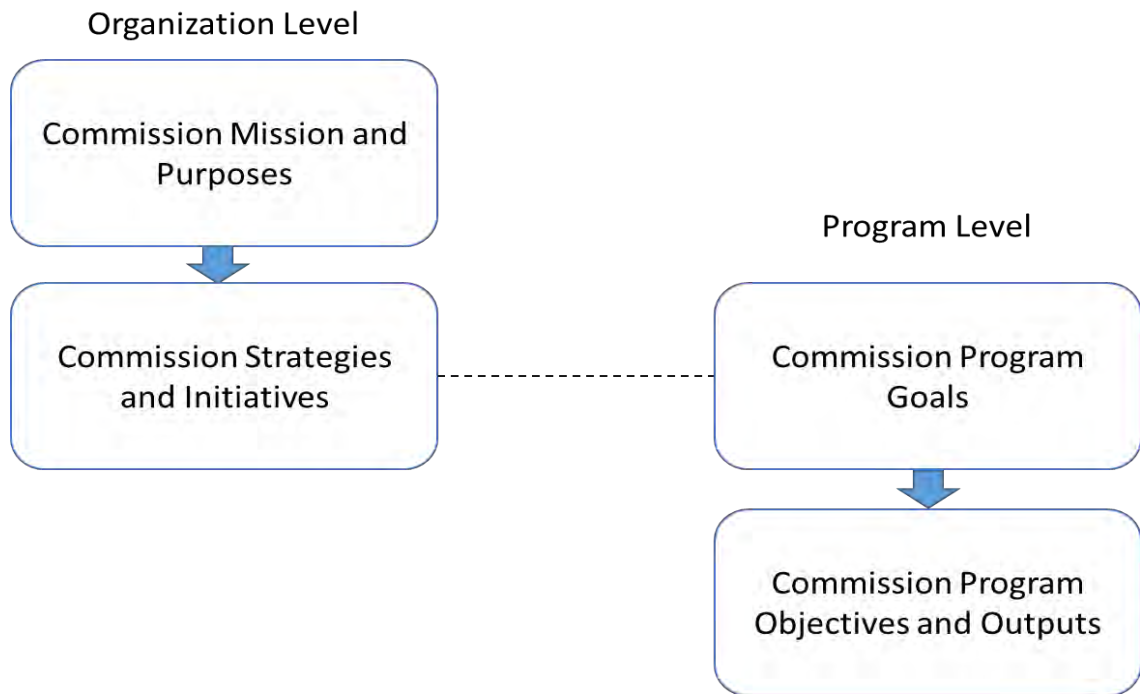 Organization Level
Commission Mission and
Purposes
Commission Strategies
and Initiatives
Program Level
Commission Program
Goals
Commission Program
Objectives and Outputs